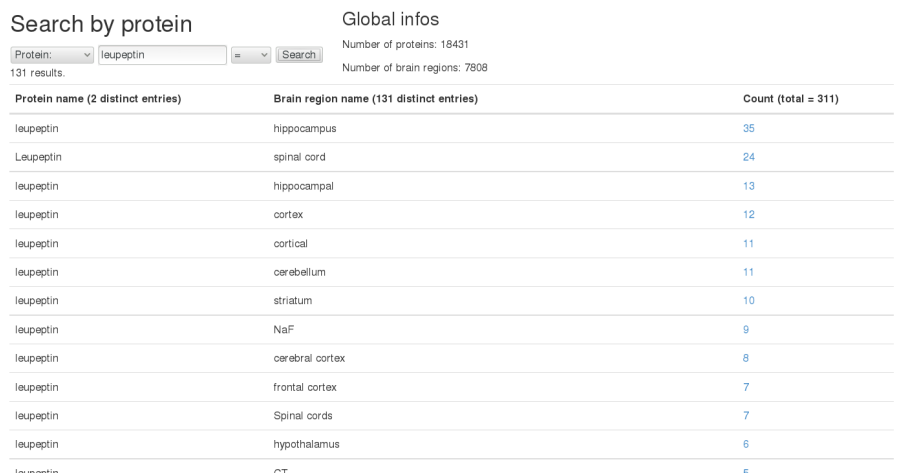 Search by protein
Global infos
Protein: leupeptin = Search
Number of proteins: 18431
131 results.
Number of brain regions: 7808
Protein name (2 distinct entries) Brain region name (131 distinct entries) Count (total = 311)
leupeptin hippocampus 35
Leupeptin spinal cord 24
leupeptin hippocampal 13
leupeptin cortex 12
leupeptin cortical 11
leupeptin cerebellum 11
leupeptin striatum 10
leupeptin NaF 9
leupeptin cerebral cortex 8
leupeptin frontal cortex 7
leupeptin Spinal cords 7
leupeptin hypothalamus 6
leupeptin CT 5